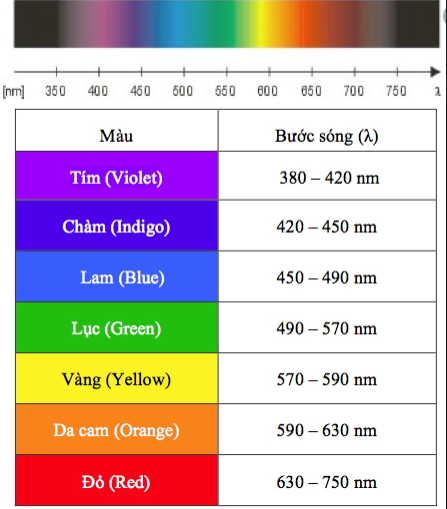 [nm] 350 400 450 500 550 600 650 700 750 λ
Màu Bước sóng (λ)
Tím (Violet) 380 – 420 nm
Chàm (Indigo) 420 – 450 nm
Lam (Blue) 450 – 490 nm
Lục (Green) 490 – 570 nm
Vàng (Yellow) 570 – 590 nm
Da cam (Orange) 590 – 630 nm
Đỏ (Red) 630 – 750 nm